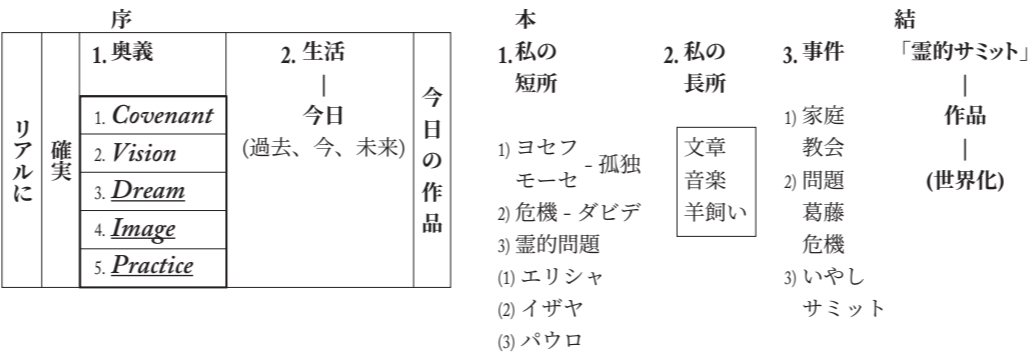 序
リアルに
確実
1. 奥義
1. Covenant
2. Vision
3. Dream
4. Image
5. Practice
2. 生活
|
今日
(過去、今、未来)
今日の作品
本
1. 私の
短所
1) ヨセフ
モーセ - 孤独
2) 危機 - ダビデ
3) 霊的問題
(1) エリシャ
(2) イザヤ
(3) パウロ
2. 私の
長所
文章
音楽
羊飼い
3. 事件
1) 家庭
教会
2) 問題
葛藤
危機
3) いやし
サミット
結
「霊的サミット」
|
作品
|
(世界化)